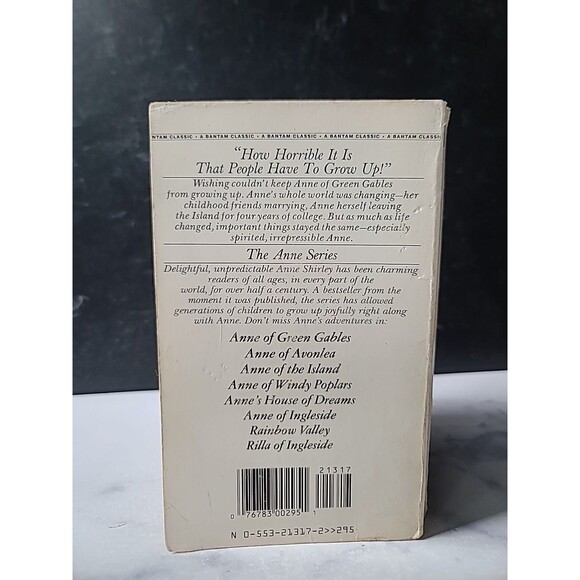 NTAM CLASSIC • A BANTAM CLASSIC • A BANTAM CLASSIC • A BANTAM CLASSIC
"How Horrible It Is
That People Have To Grow Up!"
Wishing couldn't keep Anne of Green Gables
from growing up. Anne's whole world was changing—her
childhood friends marrying, Anne herself leaving
the Island for four years of college. But as much as life
changed, important things stayed the same—especially
spirited, irrepressible Anne.
The Anne Series
Delightful, unpredictable Anne Shirley has been charming
readers of all ages, in every part of the
world, for over half a century. A bestseller from the
moment it was published, the series has allowed
generations of children to grow up joyfully right along
with Anne. Don't miss Anne's adventures in:
Anne of Green Gables
Anne of Avonlea
Anne of the Island
Anne of Windy Poplars
Anne's House of Dreams
Anne of Ingleside
Rainbow Valley
Rilla of Ingleside
21317
0 76783 00295 1
N 0-553-21317-2>>295